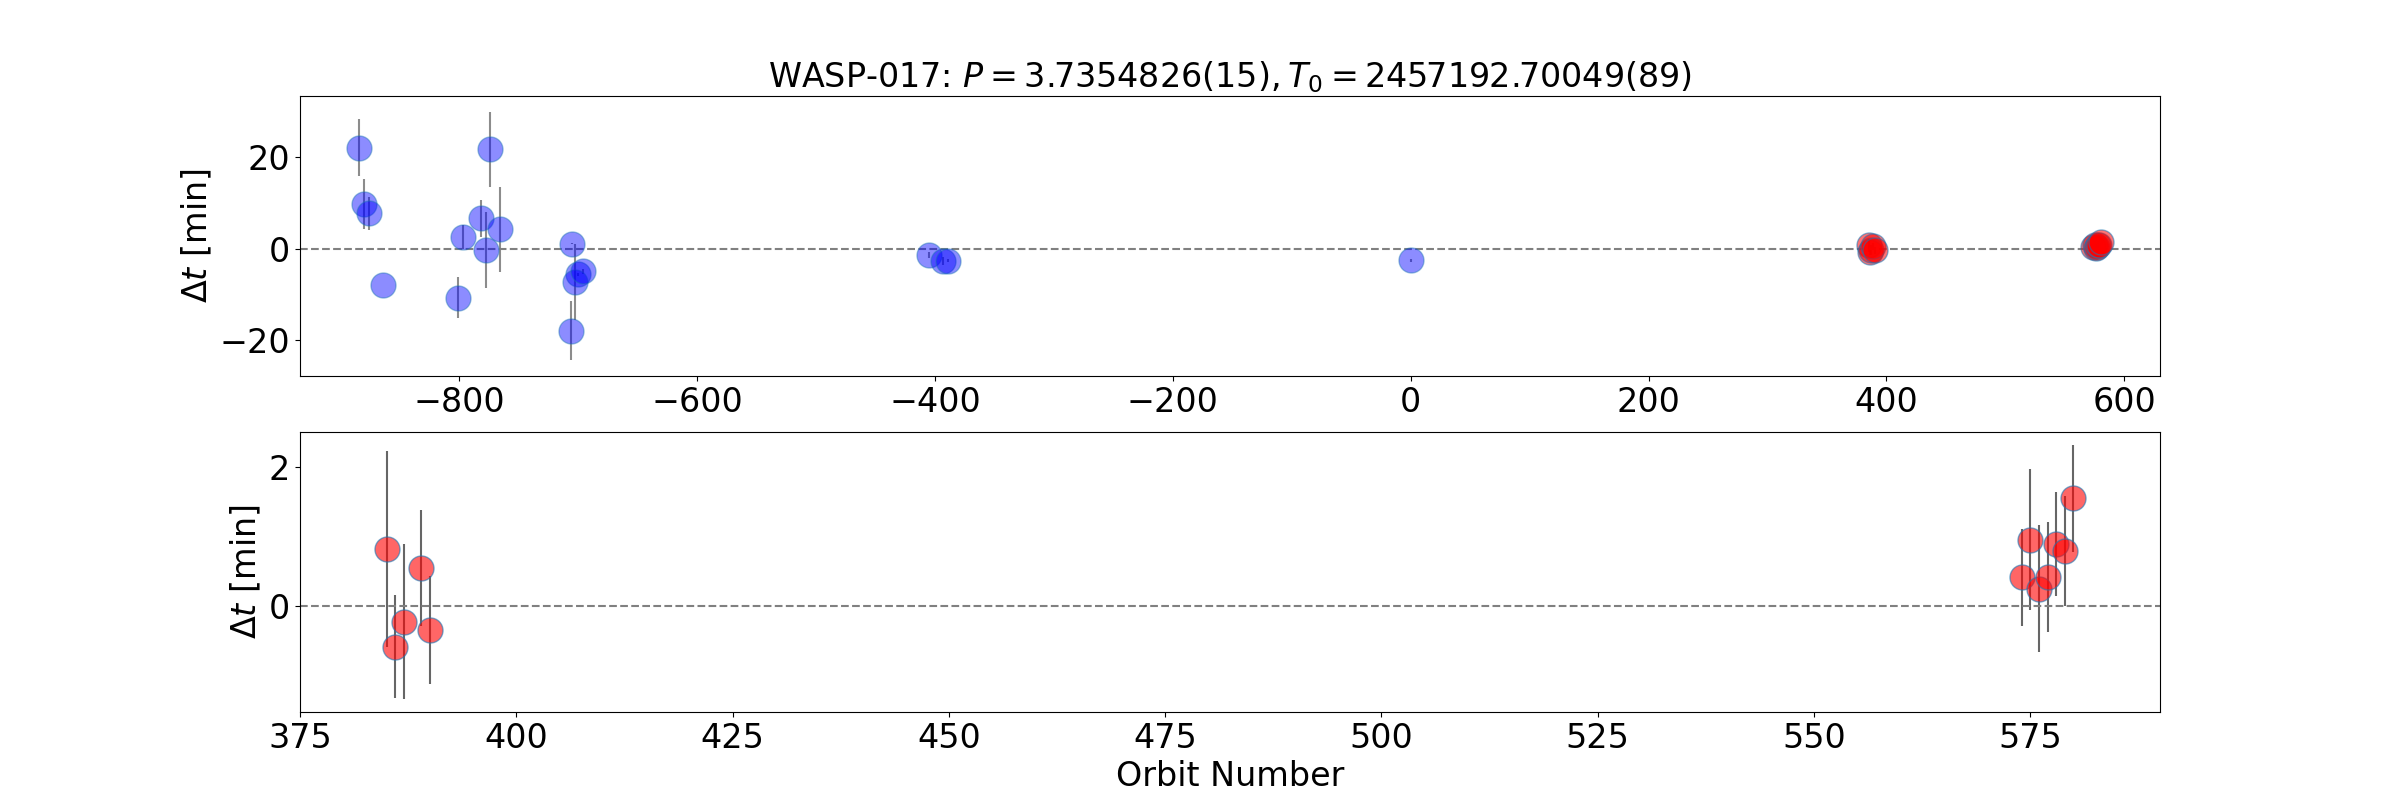 WASP-017: P = 3.7354826(15), T₀ = 2457192.70049(89)
Δt [min]
20
0
−20
−800 −600 −400 −200 0 200 400 600
Δt [min]
2
0
375 400 425 450 475 500 525 550 575
Orbit Number